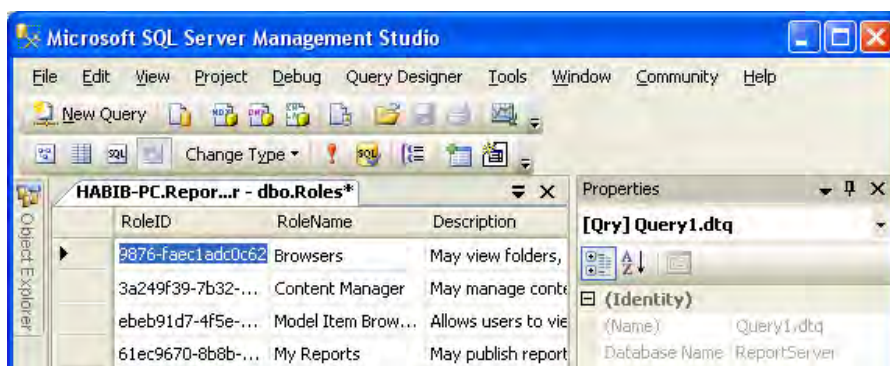 Microsoft SQL Server Management Studio
File Edit View Project Debug Query Designer Tools Window Community Help
New Query
SQL Change Type SQL
HABIB-PC.Repor...r - dbo.Roles*
Properties
Object Explorer
RoleID RoleName Description
[Qry] Query1.dtq
9876-faec1adc0c62 Browsers May view folders,
3a249f39-7b32-... Content Manager May manage conte
(Identity)
ebeb91d7-4f5e-... Model Item Brow... Allows users to vie
(Name) Query1.dtq
61ec9670-8b8b-... My Reports May publish report
Database Name ReportServer